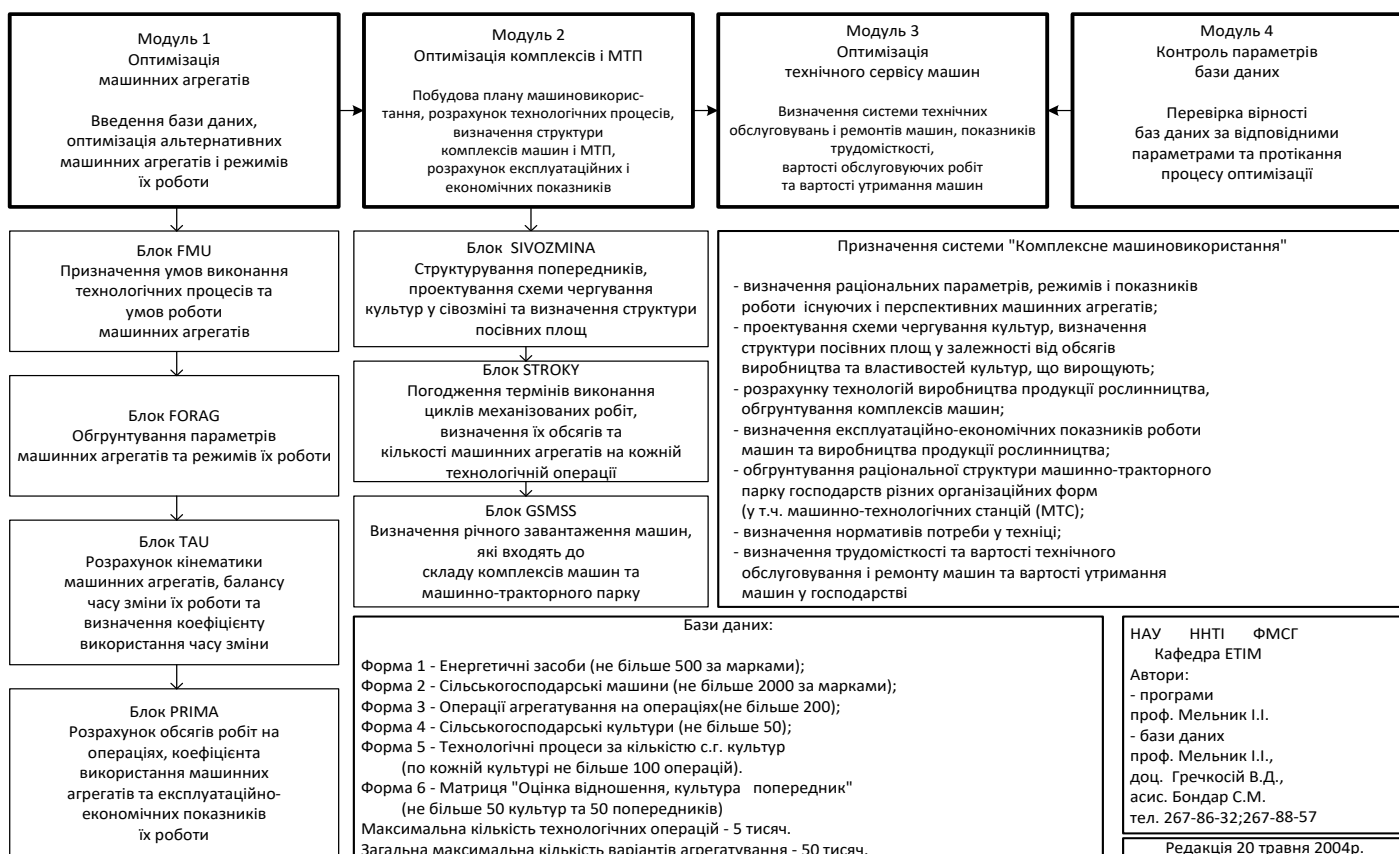 Модуль 1
Оптимізація
машинних агрегатів
Введення бази даних,
оптимізація альтернативних
машинних агрегатів і режимів
їх роботи
Модуль 2
Оптимізація комплексів і МТП
Побудова плану машиновикорис-
тання, розрахунок технологічних процесів,
визначення структури
комплексів машин і МТП,
розрахунок експлуатаційних і
економічних показників
Модуль 3
Оптимізація
технічного сервісу машин
Визначення системи технічних
обслуговувань і ремонтів машин, показників
трудомісткості,
вартості обслуговуючих робіт
та вартості утримання машин
Модуль 4
Контроль параметрів
бази даних
Перевірка вірності
баз даних за відповідними
параметрами та протікання
процесу оптимізації
Блок FMU
Призначення умов виконання
технологічних процесів та
умов роботи
машинних агрегатів
Блок FORAG
Обгрунтування параметрів
машинних агрегатів та режимів їх роботи
Блок TAU
Розрахунок кінематики
машинних агрегатів, балансу
часу зміни їх роботи та
визначення коефіцієнту
використання часу зміни
Блок PRIMA
Розрахунок обсягів робіт на
операціях, коефіцієнта
використання машинних
агрегатів та експлуатаційно-
економічних показників
їх роботи
Блок SIVOZMINA
Структурування попередників,
проектування схеми чергування
культур у сівозміні та визначення структури
посівних площ
Блок STROKY
Погодження термінів виконання
циклів механізованих робіт,
визначення їх обсягів та
кількості машинних агрегатів на кожній
технологічній операції
Блок GSMSS
Визначення річного завантаження машин,
які входять до
складу комплексів машин та
машинно-тракторного парку
Призначення системи "Комплексне машиновикористання"
- визначення раціональних параметрів, режимів і показників
роботи існуючих і перспективних машинних агрегатів;
- проектування схеми чергування культур, визначення
структури посівних площ у залежності від обсягів
виробництва та властивостей культур, що вирощують;
- розрахунку технологій виробництва продукції рослинництва,
обгрунтування комплексів машин;
- визначення експлуатаційно-економічних показників роботи
машин та виробництва продукції рослинництва;
- обгрунтування раціональної структури машинно-тракторного
парку господарств різних організаційних форм
(у т.ч. машинно-технологічних станцій (МТС);
- визначення нормативів потреби у техніці;
- визначення трудомісткості та вартості технічного
обслуговування і ремонту машин та вартості утримання
машин у господарстві
Бази даних:
Форма 1 - Енергетичні засоби (не більше 500 за марками);
Форма 2 - Сільськогосподарські машини (не більше 2000 за марками);
Форма 3 - Операції агрегатування на операціях(не більше 200);
Форма 4 - Сільськогосподарські культури (не більше 50);
Форма 5 - Технологічні процеси за кількістю с.г. культур
(по кожній культурі не більше 100 операцій).
Форма 6 - Матриця "Оцінка відношення, культура попередник"
(не більше 50 культур та 50 попередників)
Максимальна кількість технологічних операцій - 5 тисяч.
Загальна максимальна кількість варіантів агрегатування - 50 тисяч.
НАУ ННТІ ФМСГ
Кафедра ЕТІМ
Автори:
- програми
проф. Мельник І.І.
- бази даних
проф. Мельник І.І.,
доц. Гречкосій В.Д.,
асис. Бондар С.М.
тел. 267-86-32;267-88-57
Редакція 20 травня 2004р.